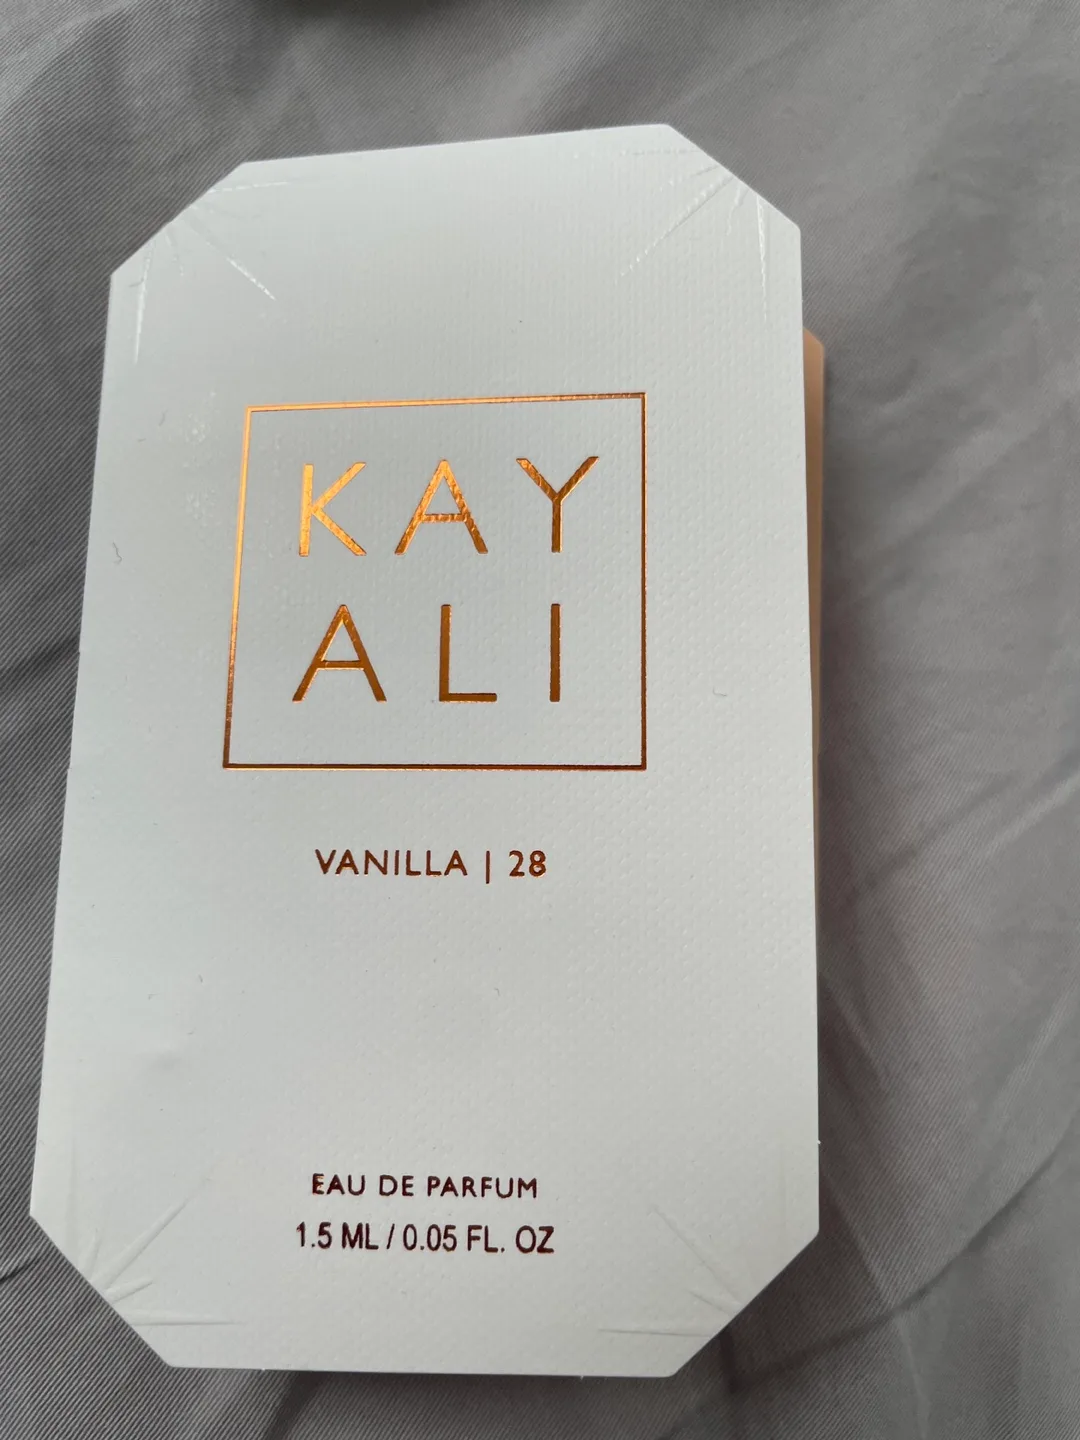 KAY
ALI
VANILLA | 28
EAU DE PARFUM
1.5 ML / 0.05 FL. OZ